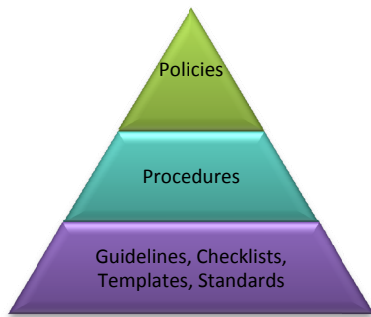 Policies
Procedures
Guidelines, Checklists,
Templates, Standards